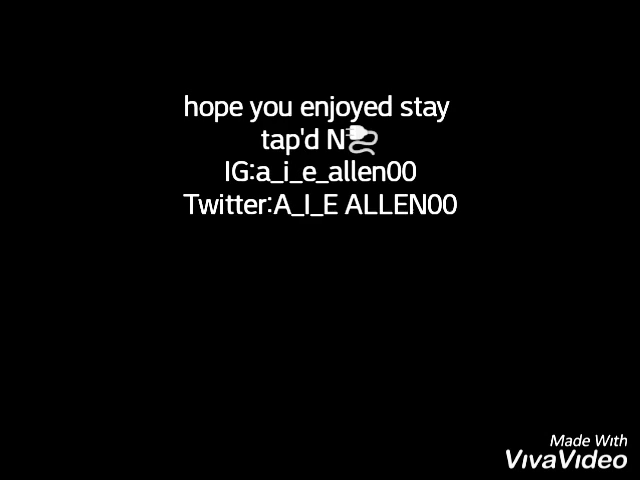 hope you enjoyed stay
tap'd N🔌
IG:a_i_e_allen00
Twitter:A_I_E ALLEN00
Made With
VivaVideo